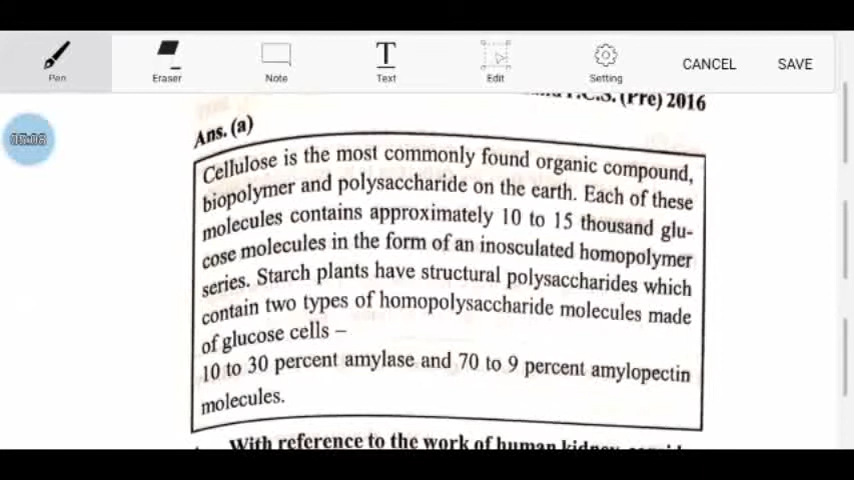 Pen
Eraser
Note
Text
Edit
Setting
CANCEL
SAVE
(Pre) 2016
05:08
Ans. (a)
Cellulose is the most commonly found organic compound,
biopolymer and polysaccharide on the earth. Each of these
molecules contains approximately 10 to 15 thousand glu-
cose molecules in the form of an inosculated homopolymer
series. Starch plants have structural polysaccharides which
contain two types of homopolysaccharide molecules made
of glucose cells –
10 to 30 percent amylase and 70 to 9 percent amylopectin
molecules.
With reference to the work of human kidney,